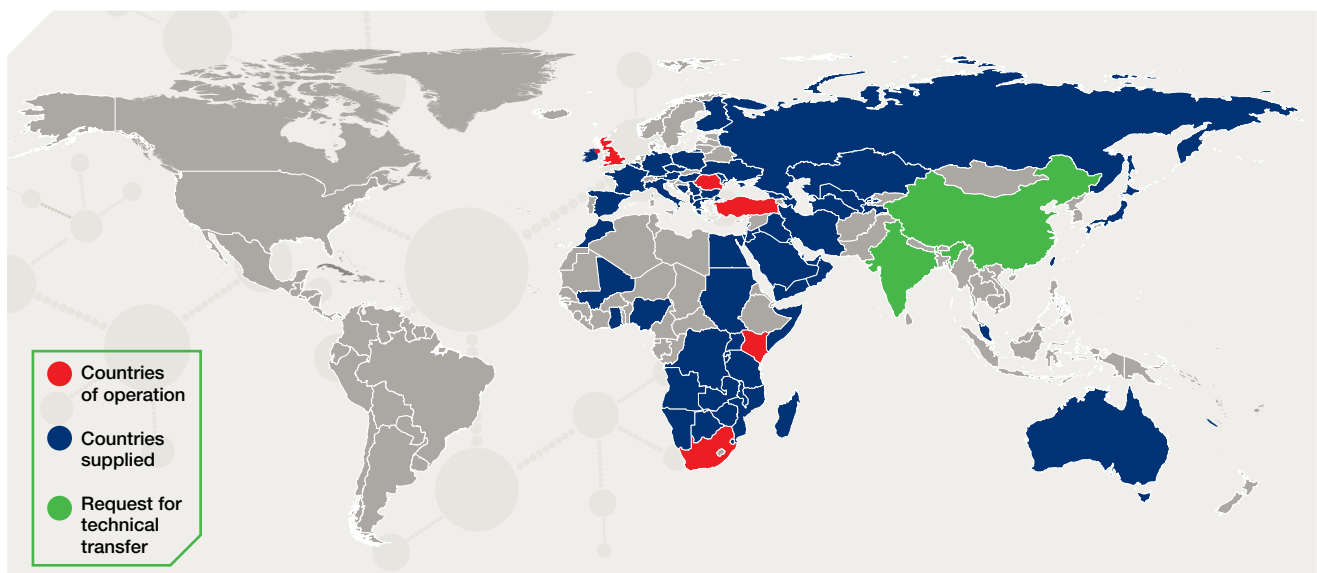 Countries
of operation
Countries
supplied
Request for
technical
transfer